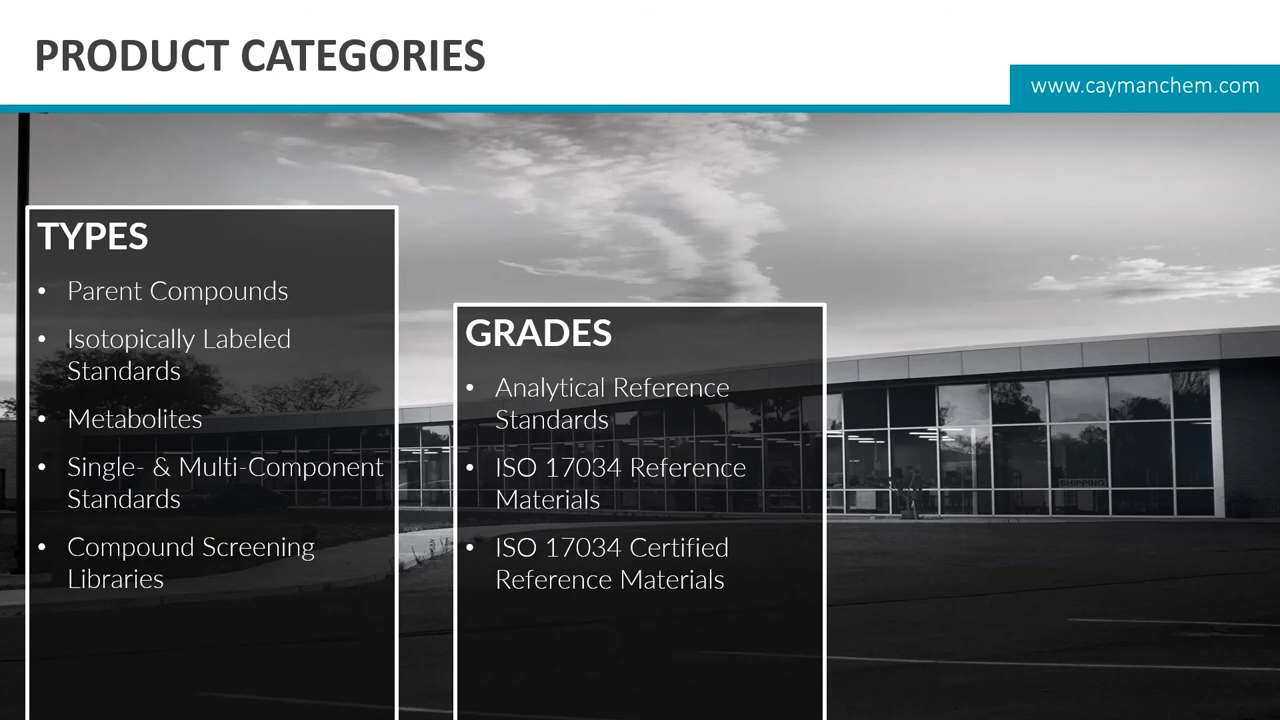 PRODUCT CATEGORIES
www.caymanchem.com
TYPES
• Parent Compounds
• Isotopically Labeled
Standards
• Metabolites
• Single- & Multi-Component
Standards
• Compound Screening
Libraries
GRADES
• Analytical Reference
Standards
• ISO 17034 Reference
Materials
• ISO 17034 Certified
Reference Materials
SHIPPING